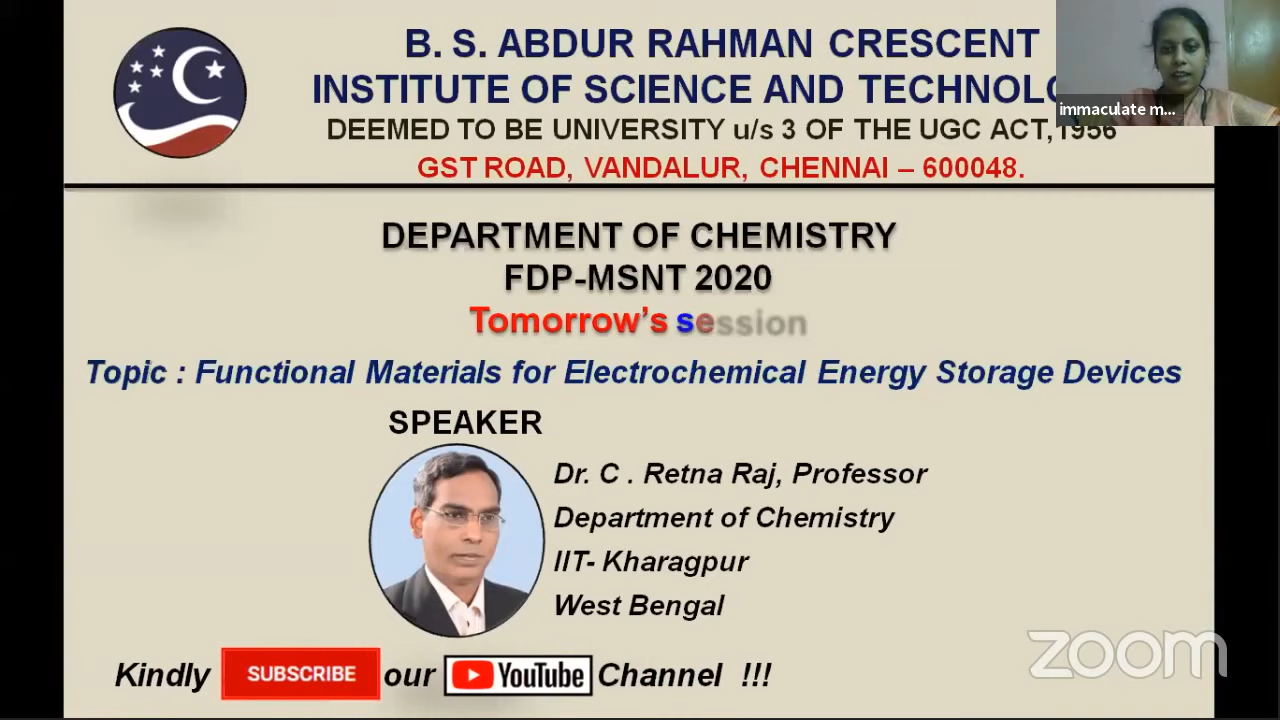 B. S. ABDUR RAHMAN CRESCENT
INSTITUTE OF SCIENCE AND TECHNOLO
DEEMED TO BE UNIVERSITY u/s 3 OF THE UGC ACT,1956
GST ROAD, VANDALUR, CHENNAI – 600048.
immaculate m...
DEPARTMENT OF CHEMISTRY
FDP-MSNT 2020
Tomorrow's session
Topic : Functional Materials for Electrochemical Energy Storage Devices
SPEAKER
Dr. C . Retna Raj, Professor
Department of Chemistry
IIT- Kharagpur
West Bengal
Kindly SUBSCRIBE our YouTube Channel !!!
zoom